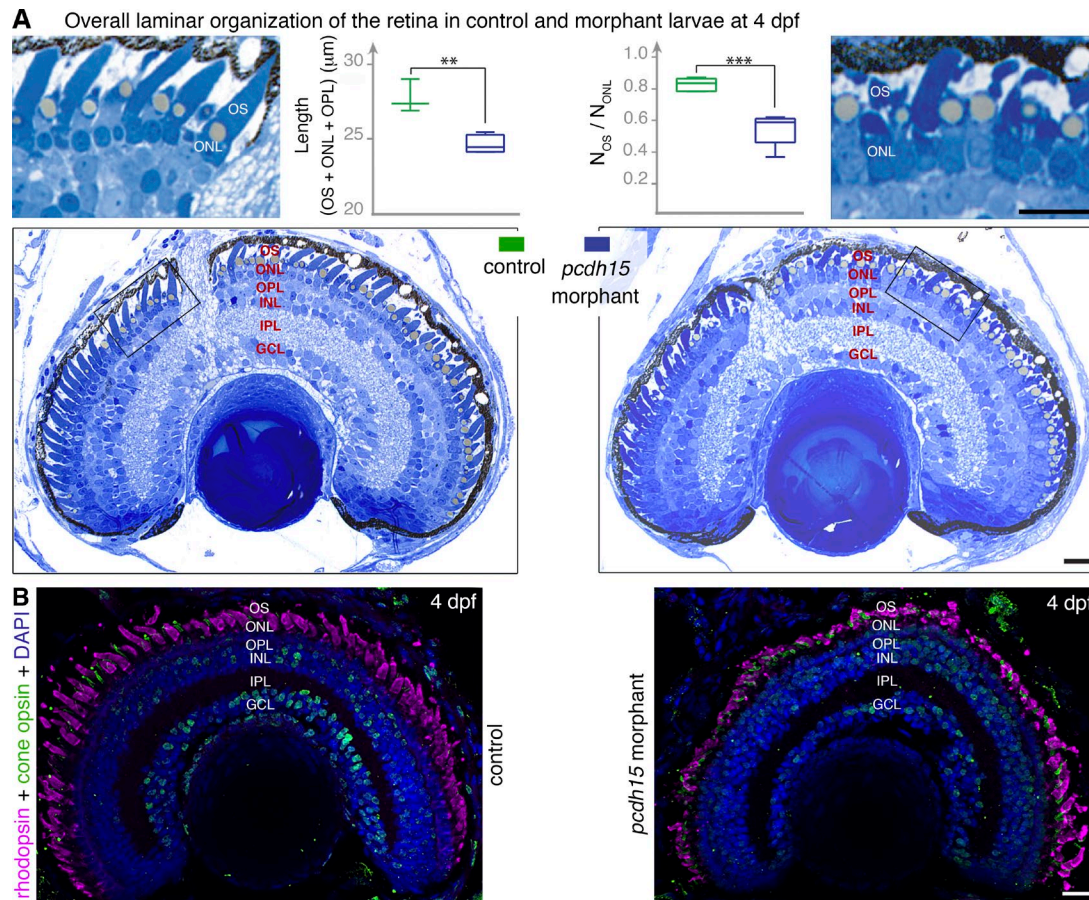 A Overall laminar organization of the retina in control and morphant larvae at 4 dpf
OS
ONL
Length
(OS + ONL + OPL) (µm)
30
25
20
**
N_OS / N_ONL
1.0
0.8
0.6
0.4
0.2
***
OS
ONL
control
pcdh15
morphant
OS
ONL
OPL
INL
IPL
GCL
OS
ONL
OPL
INL
IPL
GCL
B
rhodopsin + cone opsin + DAPI
4 dpf
OS
ONL
OPL
INL
IPL
GCL
control
pcdh15 morphant
4 dpf
OS
ONL
OPL
INL
IPL
GCL